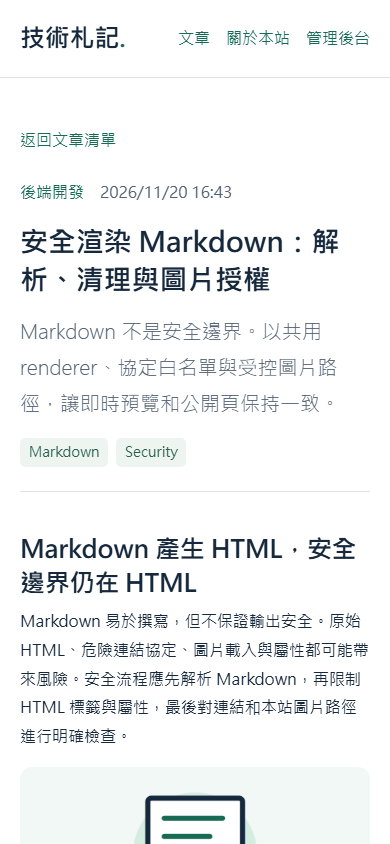 技術札記.
文章 關於本站 管理後台
返回文章清單
後端開發 2026/11/20 16:43
安全渲染 Markdown：解
析、清理與圖片授權
Markdown 不是安全邊界。以共用
renderer、協定白名單與受控圖片路
徑，讓即時預覽和公開頁保持一致。
Markdown Security
Markdown 產生 HTML，安全
邊界仍在 HTML
Markdown 易於撰寫，但不保證輸出安全。原始
HTML、危險連結協定、圖片載入與屬性都可能帶
來風險。安全流程應先解析 Markdown，再限制
HTML 標籤與屬性，最後對連結和本站圖片路徑
進行明確檢查。